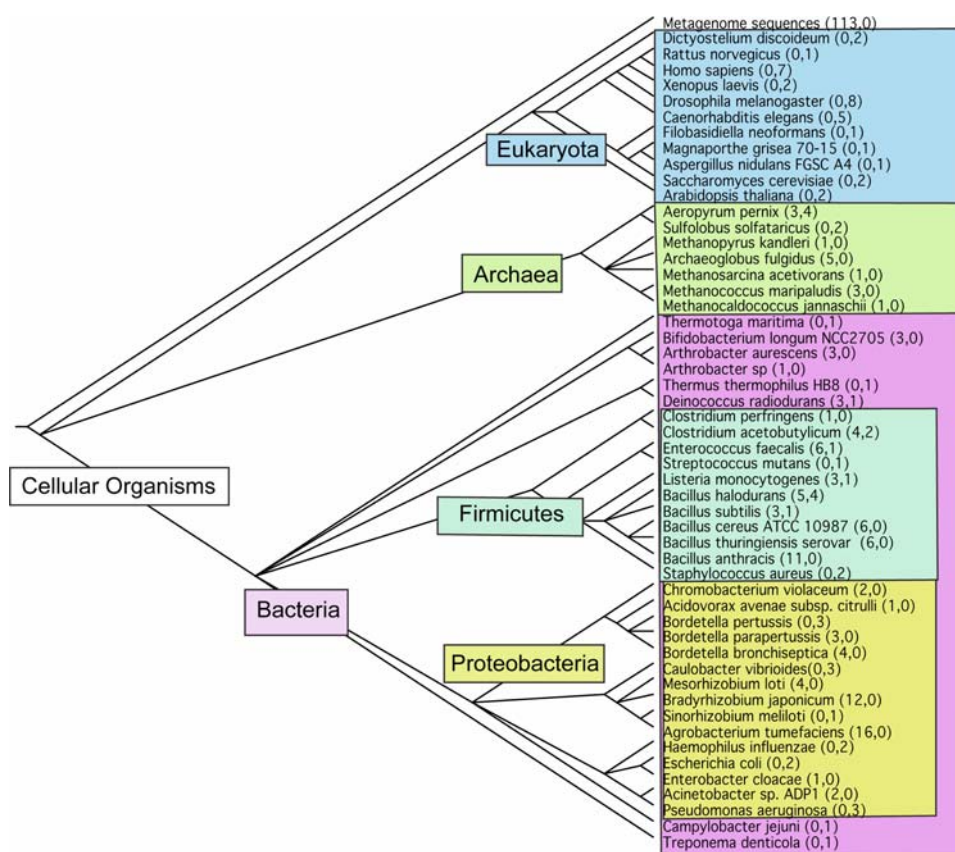 Metagenome sequences (113,0)
Dictyostelium discoideum (0,2)
Rattus norvegicus (0,1)
Homo sapiens (0,7)
Xenopus laevis (0,2)
Drosophila melanogaster (0,8)
Caenorhabditis elegans (0,5)
Filobasidiella neoformans (0,1)
Magnaporthe grisea 70-15 (0,1)
Aspergillus nidulans FGSC A4 (0,1)
Saccharomyces cerevisiae (0,2)
Arabidopsis thaliana (0,2)
Eukaryota
Aeropyrum pernix (3,4)
Sulfolobus solfataricus (0,2)
Methanopyrus kandleri (1,0)
Archaeoglobus fulgidus (5,0)
Methanosarcina acetivorans (1,0)
Methanococcus maripaludis (3,0)
Methanocaldococcus jannaschii (1,0)
Archaea
Thermotoga maritima (0,1)
Bifidobacterium longum NCC2705 (3,0)
Arthrobacter aurescens (3,0)
Arthrobacter sp (1,0)
Thermus thermophilus HB8 (0,1)
Deinococcus radiodurans (3,1)
Clostridium perfringens (1,0)
Clostridium acetobutylicum (4,2)
Enterococcus faecalis (6,1)
Streptococcus mutans (0,1)
Listeria monocytogenes (3,1)
Bacillus halodurans (5,4)
Bacillus subtilis (3,1)
Bacillus cereus ATCC 10987 (6,0)
Bacillus thuringiensis serovar (6,0)
Bacillus anthracis (11,0)
Staphylococcus aureus (0,2)
Cellular Organisms
Firmicutes
Chromobacterium violaceum (2,0)
Acidovorax avenae subsp. citrulli (1,0)
Bordetella pertussis (0,3)
Bordetella parapertussis (3,0)
Bordetella bronchiseptica (4,0)
Caulobacter vibrioides(0,3)
Mesorhizobium loti (4,0)
Bradyrhizobium japonicum (12,0)
Sinorhizobium meliloti (0,1)
Agrobacterium tumefaciens (16,0)
Haemophilus influenzae (0,2)
Escherichia coli (0,2)
Enterobacter cloacae (1,0)
Acinetobacter sp. ADP1 (2,0)
Pseudomonas aeruginosa (0,3)
Campylobacter jejuni (0,1)
Treponema denticola (0,1)
Bacteria
Proteobacteria